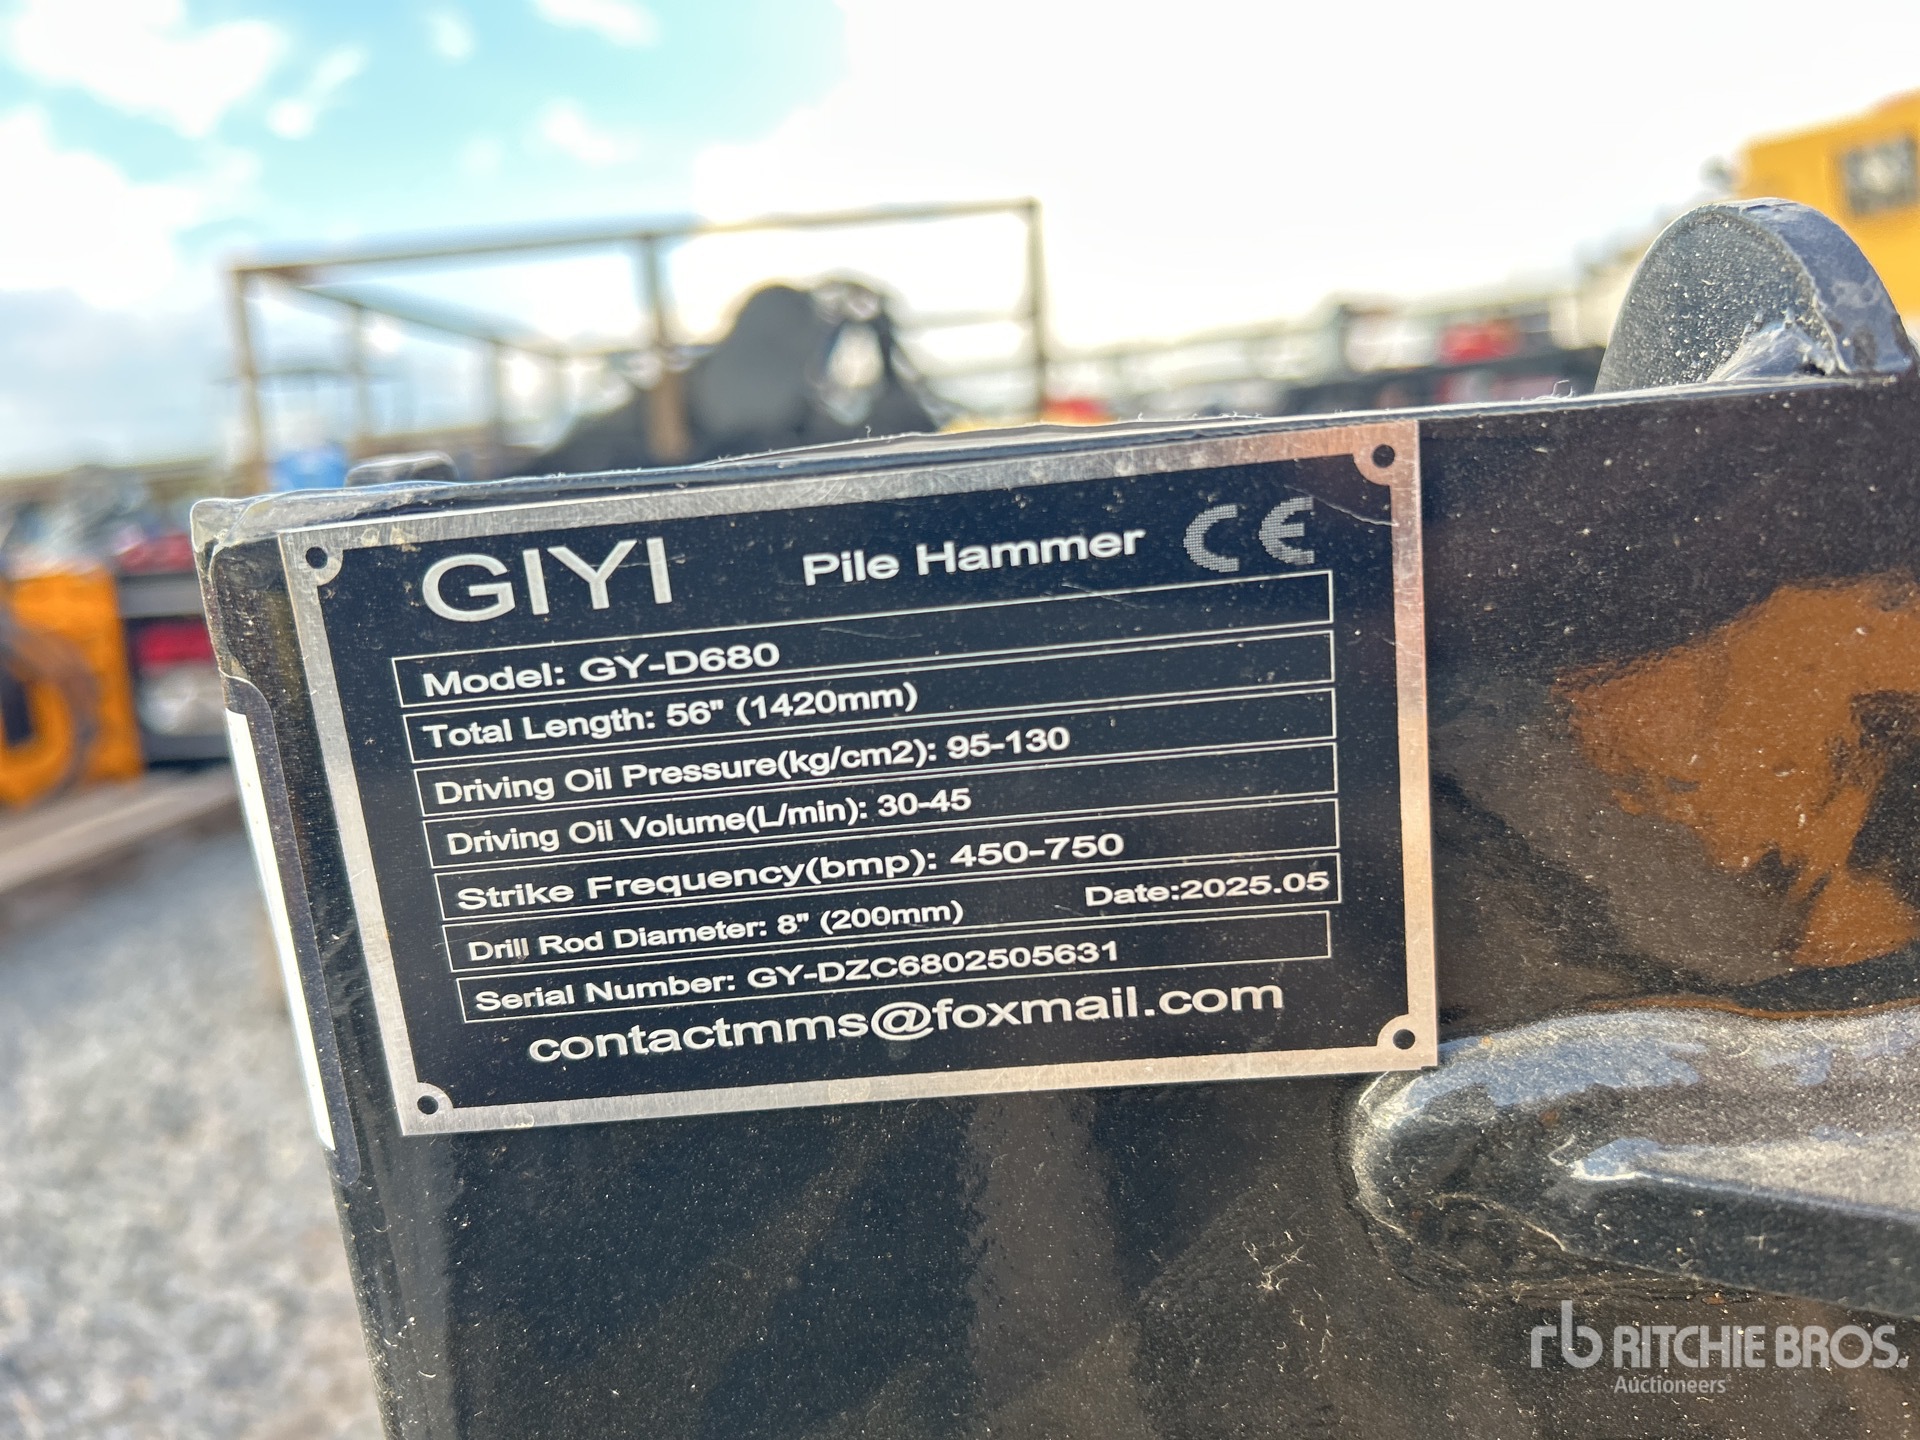 GIYI Pile Hammer CE
Model: GY-D680
Total Length: 56" (1420mm)
Driving Oil Pressure(kg/cm2): 95-130
Driving Oil Volume(L/min): 30-45
Strike Frequency(bmp): 450-750
Drill Rod Diameter: 8" (200mm) Date:2025.05
Serial Number: GY-DZC6802505631
contactmms@foxmail.com
rb RITCHIE BROS.
Auctioneers